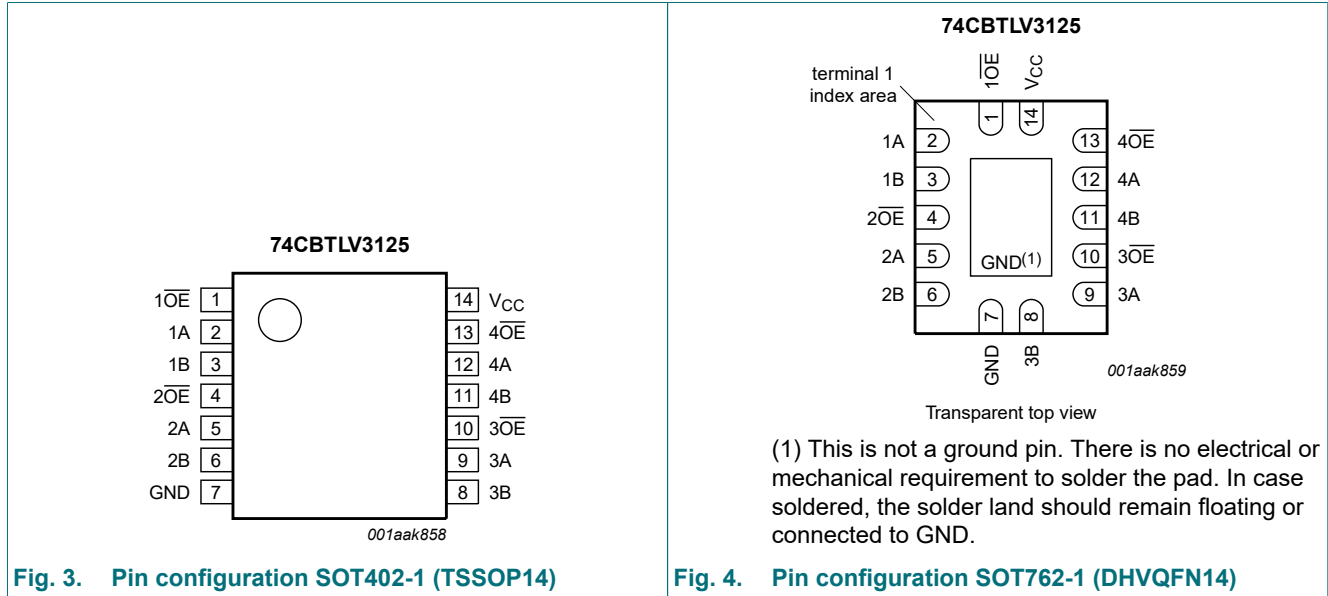 74CBTLV3125
1OE 1
1A 2
1B 3
2OE 4
2A 5
2B 6
GND 7
14 VCC
13 4OE
12 4A
11 4B
10 3OE
9 3A
8 3B
001aak858
Fig. 3. Pin configuration SOT402-1 (TSSOP14)
74CBTLV3125
terminal 1
index area
1OE
VCC
1
14
1A 2
1B 3
2OE 4
2A 5
2B 6
13 4OE
12 4A
11 4B
10 3OE
9 3A
GND(1)
7
8
GND
3B
001aak859
Transparent top view
(1) This is not a ground pin. There is no electrical or
mechanical requirement to solder the pad. In case
soldered, the solder land should remain floating or
connected to GND.
Fig. 4. Pin configuration SOT762-1 (DHVQFN14)